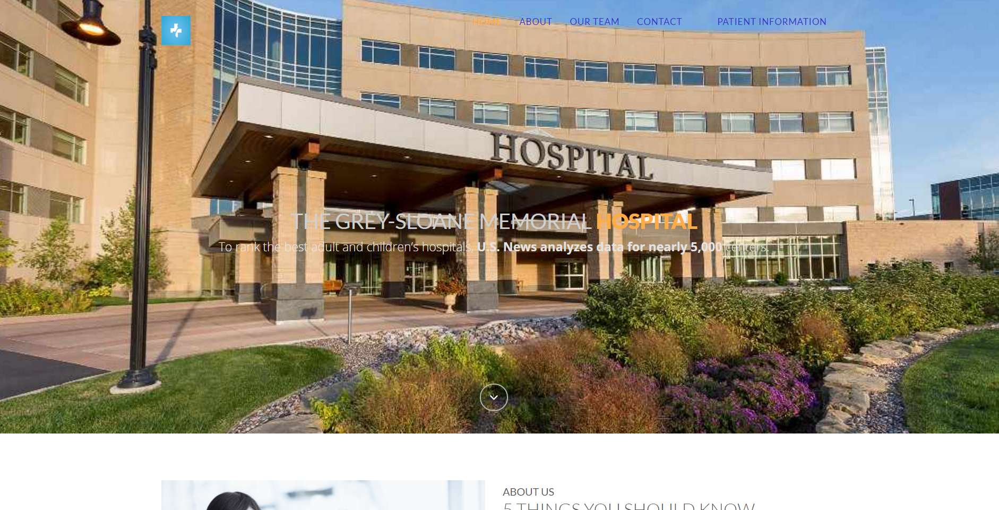 HOME ABOUT OUR TEAM CONTACT PATIENT INFORMATION
HOSPITAL
THE GREY-SLOANE MEMORIAL HOSPITAL
To rank the best adult and children’s hospitals, U.S. News analyzes data for nearly 5,000 centers.
ABOUT US
5 THINGS YOU SHOULD KNOW